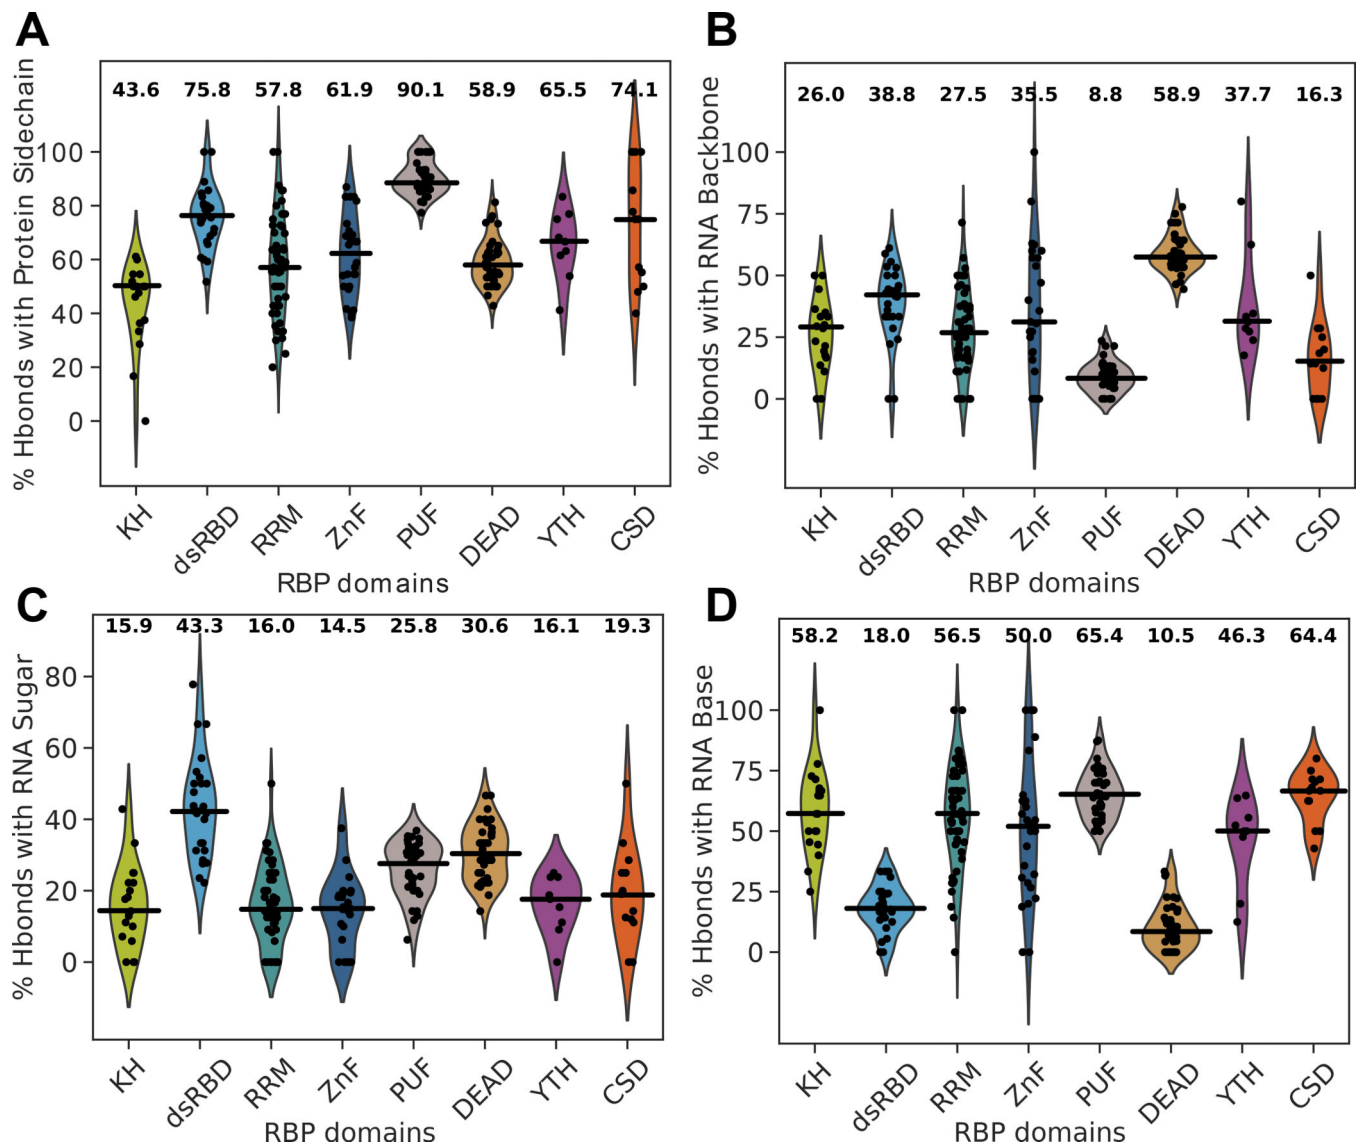 A
% Hbonds with Protein Sidechain
43.6 75.8 57.8 61.9 90.1 58.9 65.5 74.1
100
80
60
40
20
0
KH dsRBD RRM ZnF PUF DEAD YTH CSD
RBP domains
B
% Hbonds with RNA Backbone
26.0 38.8 27.5 35.5 8.8 58.9 37.7 16.3
100
75
50
25
0
KH dsRBD RRM ZnF PUF DEAD YTH CSD
RBP domains
C
% Hbonds with RNA Sugar
15.9 43.3 16.0 14.5 25.8 30.6 16.1 19.3
80
60
40
20
0
KH dsRBD RRM ZnF PUF DEAD YTH CSD
RBP domains
D
% Hbonds with RNA Base
58.2 18.0 56.5 50.0 65.4 10.5 46.3 64.4
100
75
50
25
0
KH dsRBD RRM ZnF PUF DEAD YTH CSD
RBP domains